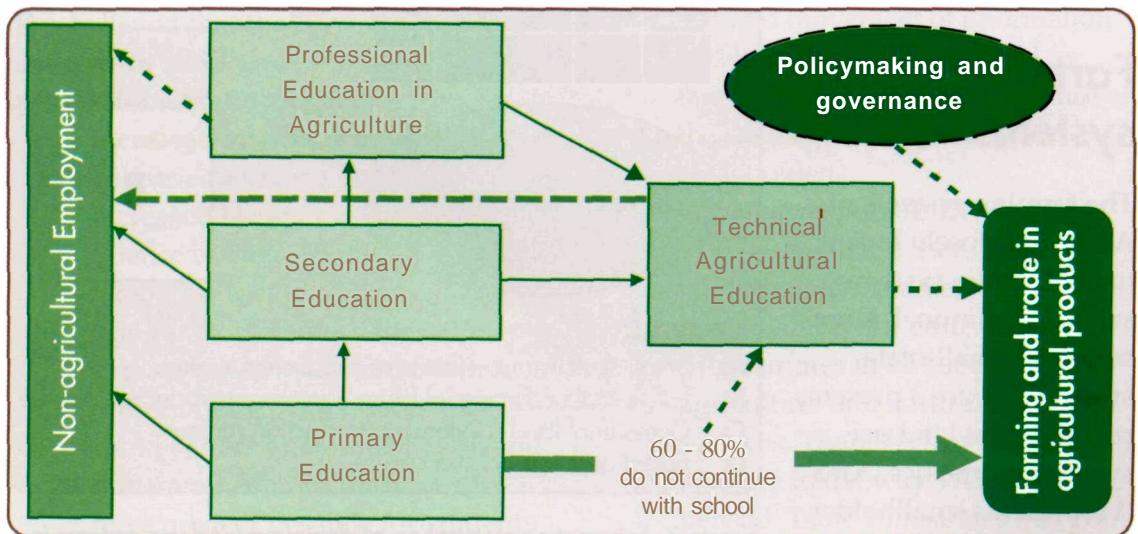 Professional
Education in
Agriculture
Policymaking and
governance
Non-agricultural Employment
Secondary
Education
Technical
Agricultural
Education
Farming and trade in
agricultural products
Primary
Education
60 - 80%
do not continue
with school